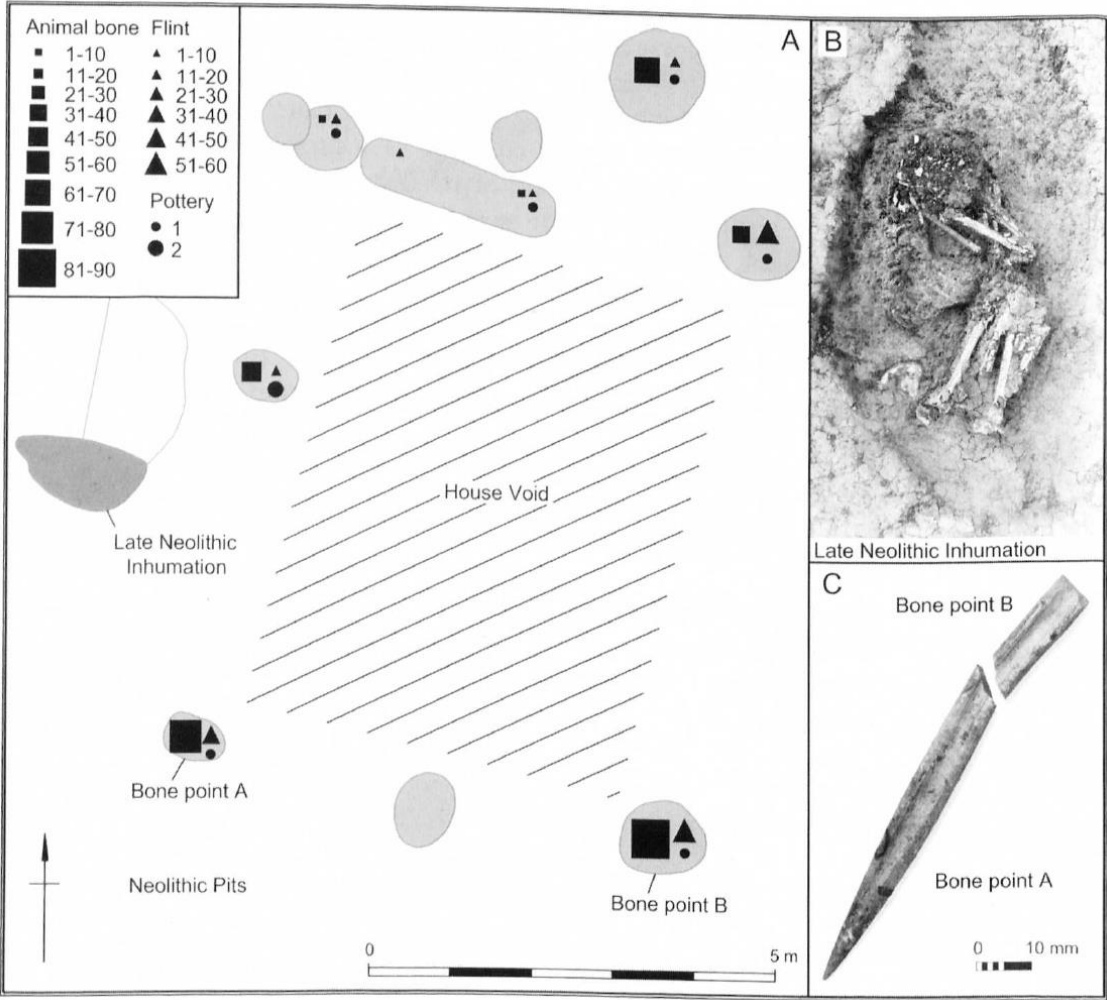 Animal bone Flint
1-10 1-10
11-20 11-20
21-30 21-30
31-40 31-40
41-50 41-50
51-60 51-60
61-70
71-80
81-90
Pottery
1
2
A
House Void
Late Neolithic
Inhumation
Bone point A
Neolithic Pits
Bone point B
0 5 m
B
Late Neolithic Inhumation
C
Bone point B
Bone point A
0 10 mm